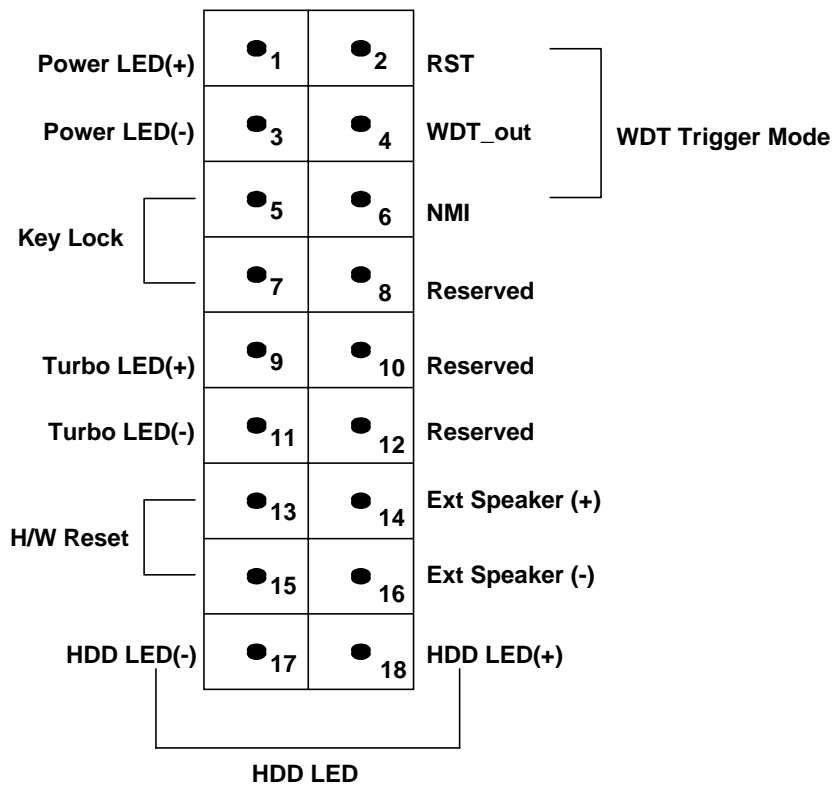 Power LED(+) 1 2 RST
Power LED(-) 3 4 WDT_out WDT Trigger Mode
5 6 NMI
Key Lock
7 8 Reserved
Turbo LED(+) 9 10 Reserved
Turbo LED(-) 11 12 Reserved
13 14 Ext Speaker (+)
H/W Reset
15 16 Ext Speaker (-)
HDD LED(-) 17 18 HDD LED(+)
HDD LED